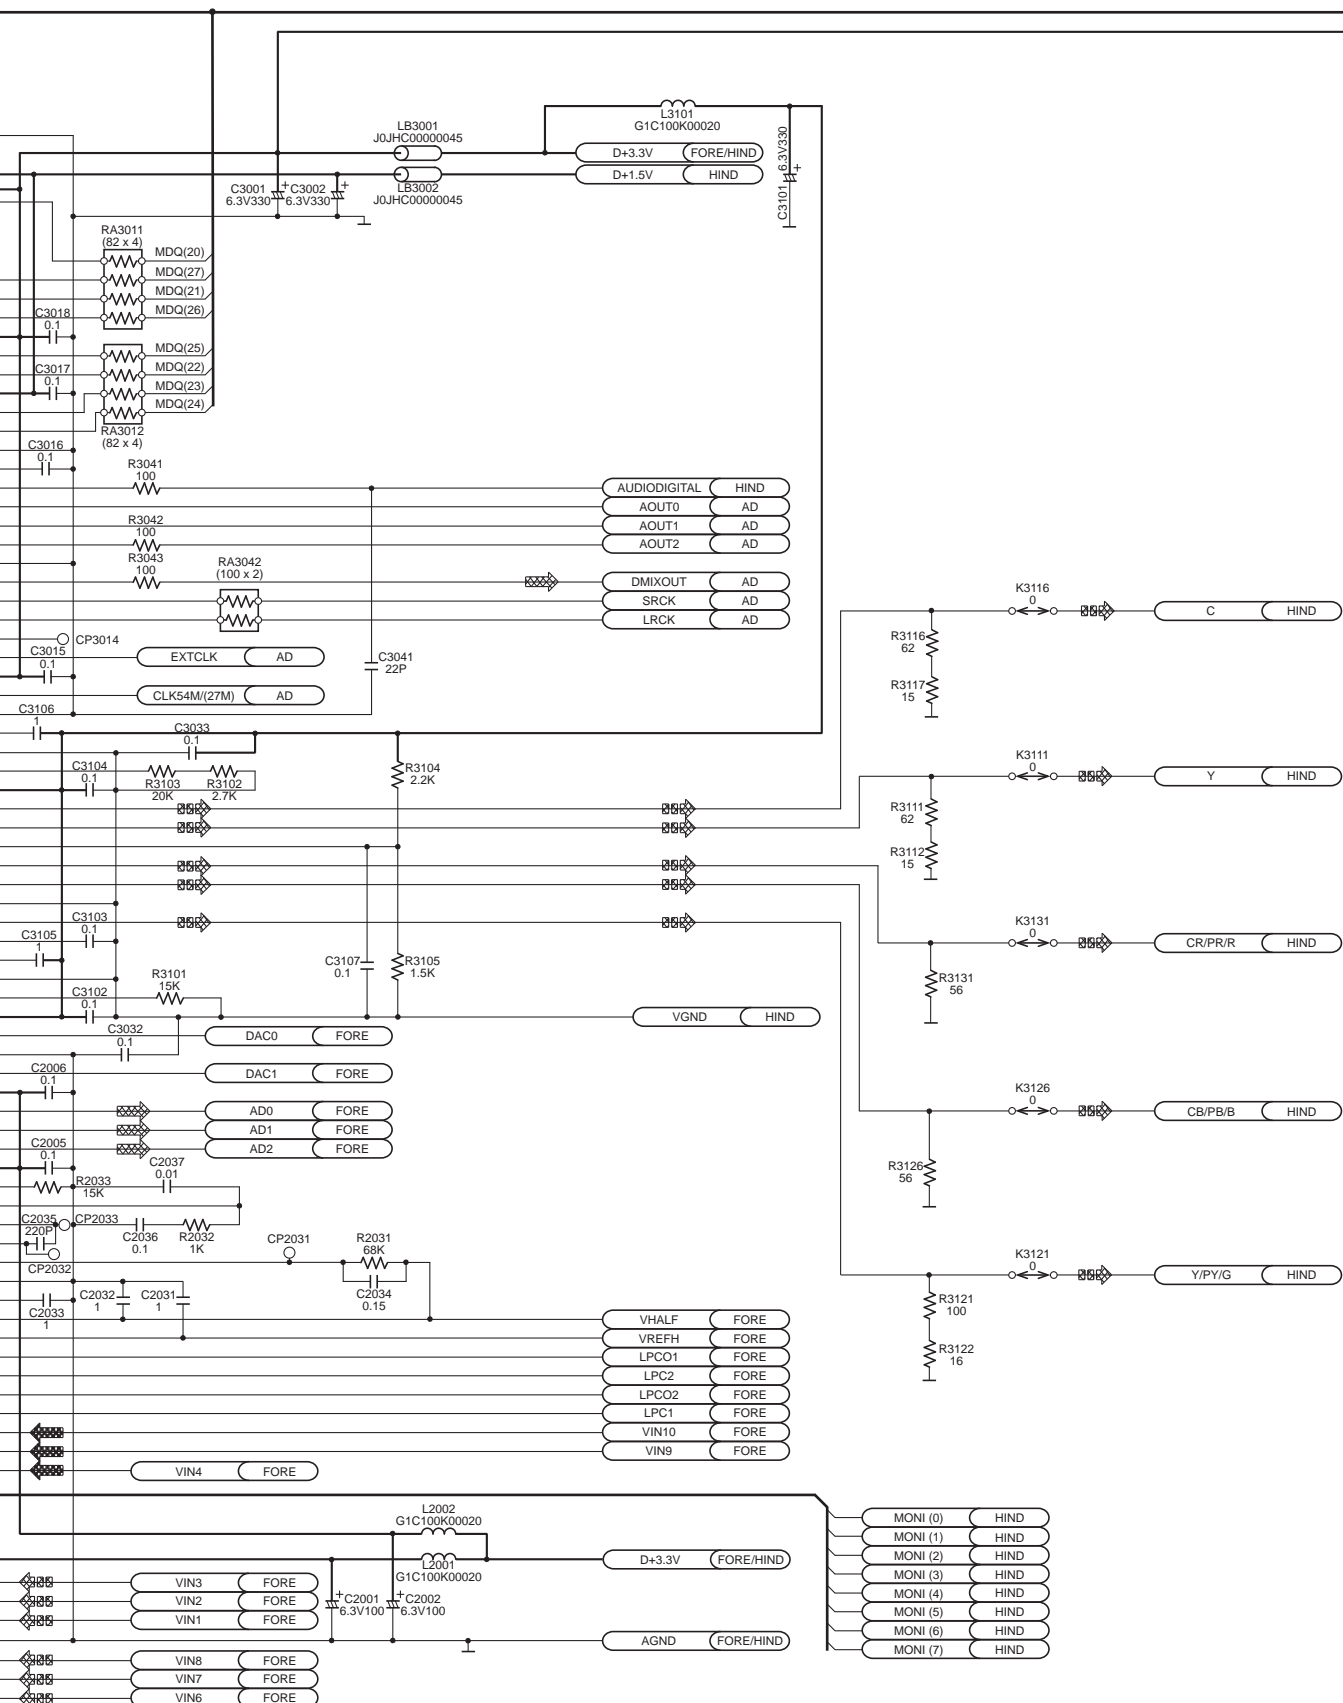 L3101
G1C100K00020
LB3001
J0JHC00000045
D+3.3V FORE/HIND
D+1.5V HIND
LB3002
J0JHC00000045
C3001
6.3V330
+
C3002
6.3V330
+
C3101 6.3V330
+
RA3011
(82 x 4)
MDQ(20)
MDQ(27)
MDQ(21)
MDQ(26)
C3018
0.1
MDQ(25)
MDQ(22)
MDQ(23)
MDQ(24)
C3017
0.1
RA3012
(82 x 4)
C3016
0.1
R3041
100
AUDIODIGITAL HIND
AOUT0 AD
AOUT1 AD
AOUT2 AD
R3042
100
R3043
100
RA3042
(100 x 2)
DMIXOUT AD
SRCK AD
LRCK AD
CP3014
C3015
0.1
EXTCLK AD
C3041
22P
CLK54M/(27M) AD
C3106
1
K3116
0
C HIND
R3116
62
R3117
15
C3033
0.1
C3104
0.1
R3103
20K
R3102
2.7K
R3104
2.2K
K3111
0
Y HIND
R3111
62
R3112
15
C3103
0.1
C3105
1
K3131
0
CR/PR/R HIND
R3131
56
C3107
0.1
R3105
1.5K
R3101
15K
C3102
0.1
VGND HIND
C3032
0.1
DAC0 FORE
C2006
0.1
DAC1 FORE
AD0 FORE
AD1 FORE
AD2 FORE
K3126
0
CB/PB/B HIND
R3126
56
C2005
0.1
C2037
0.01
R2033
15K
C2035
220P
CP2033
C2036
0.1
R2032
1K
CP2032
CP2031
R2031
68K
C2034
0.15
K3121
0
Y/PY/G HIND
R3121
100
R3122
16
C2033
1
C2032
1
C2031
1
VHALF FORE
VREFH FORE
LPCO1 FORE
LPC2 FORE
LPCO2 FORE
LPC1 FORE
VIN10 FORE
VIN9 FORE
VIN4 FORE
L2002
G1C100K00020
L2001
G1C100K00020
D+3.3V FORE/HIND
MONI (0) HIND
MONI (1) HIND
MONI (2) HIND
MONI (3) HIND
MONI (4) HIND
MONI (5) HIND
MONI (6) HIND
MONI (7) HIND
VIN3 FORE
VIN2 FORE
VIN1 FORE
+
C2001
6.3V100
+
C2002
6.3V100
AGND FORE/HIND
VIN8 FORE
VIN7 FORE
VIN6 FORE